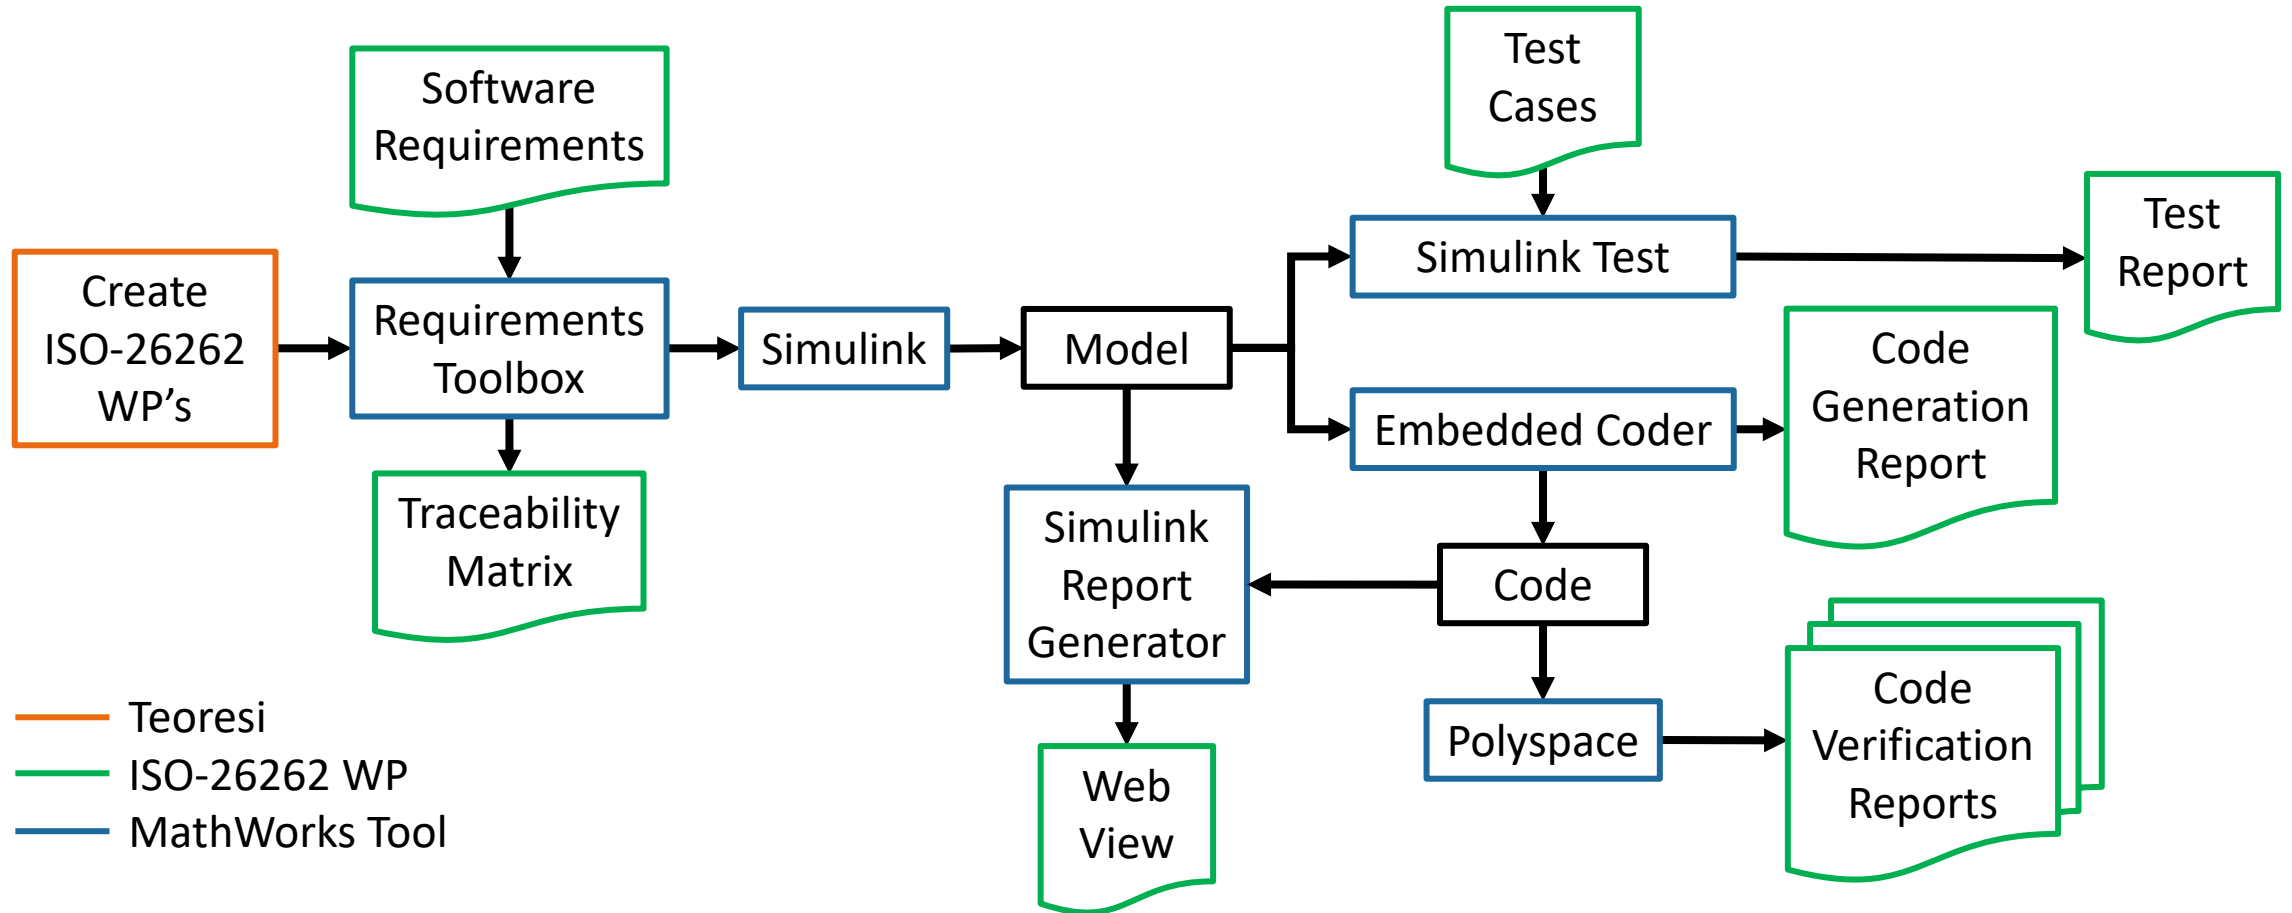 Test
Cases
Software
Requirements
Test
Report
Simulink Test
Create
ISO-26262
WP’s
Requirements
Toolbox
Simulink
Model
Code
Generation
Report
Embedded Coder
Traceability
Matrix
Simulink
Report
Generator
Code
Polyspace
Code
Verification
Reports
Web
View
Teoresi
ISO-26262 WP
MathWorks Tool